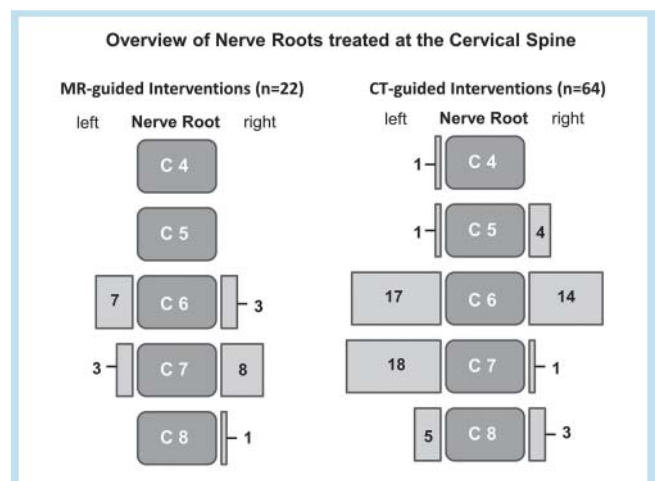 Overview of Nerve Roots treated at the Cervical Spine
MR-guided Interventions (n=22)
left Nerve Root right
C 4
C 5
7 C 6 3
3 C 7 8
C 8 1
CT-guided Interventions (n=64)
left Nerve Root right
1 C 4
1 C 5 4
17 C 6 14
18 C 7 1
5 C 8 3